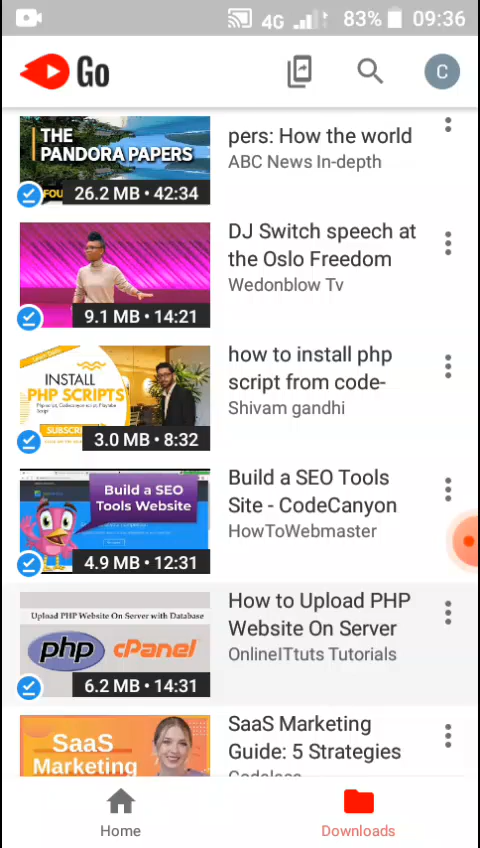 4G 83% 09:36
Go
C
THE
PANDORA PAPERS
FOU
26.2 MB • 42:34
pers: How the world
ABC News In-depth
9.1 MB • 14:21
DJ Switch speech at
the Oslo Freedom
Wedonblow Tv
INSTALL
PHP SCRIPTS
SUBSCR
3.0 MB • 8:32
how to install php
script from code-
Shivam gandhi
Build a SEO
Tools Website
4.9 MB • 12:31
Build a SEO Tools
Site - CodeCanyon
HowToWebmaster
Upload PHP Website On Server with Database
php cPanel
6.2 MB • 14:31
How to Upload PHP
Website On Server
OnlineITtuts Tutorials
SaaS
Marketing
SaaS Marketing
Guide: 5 Strategies
Home
Downloads